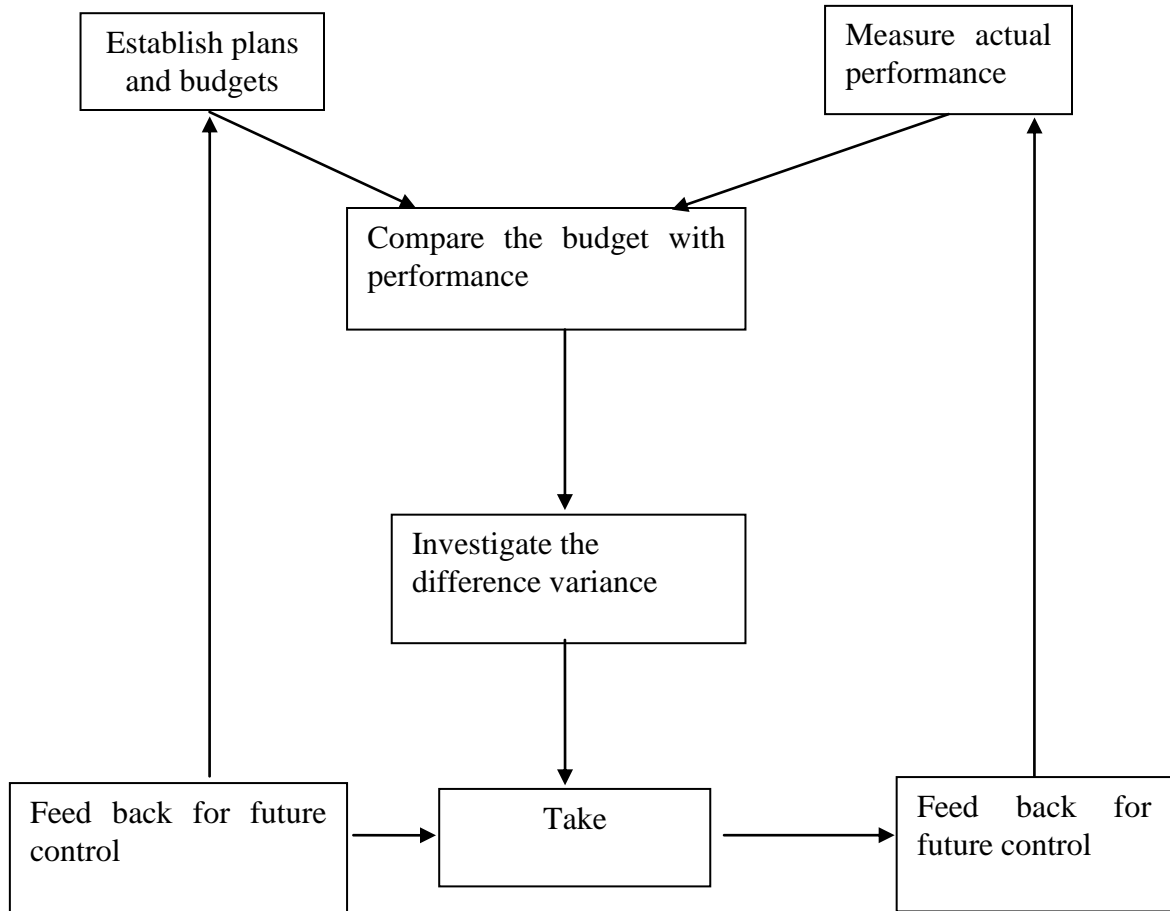 Establish plans
and budgets
Measure actual
performance
Compare the budget with
performance
Investigate the
difference variance
Feed back for future
control
Take
Feed back for
future control